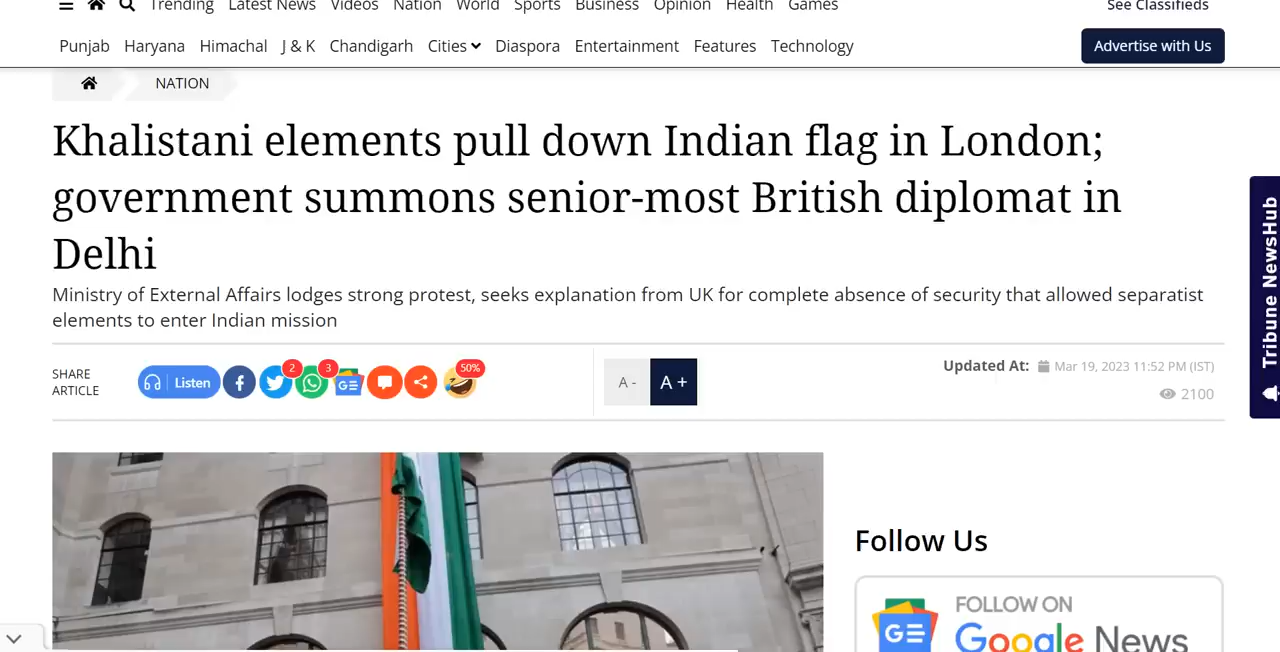 Trending Latest News Videos Nation World Sports Business Opinion Health Games See Classifieds
Punjab Haryana Himachal J & K Chandigarh Cities Diaspora Entertainment Features Technology Advertise with Us
NATION
Khalistani elements pull down Indian flag in London;
government summons senior-most British diplomat in
Delhi
Ministry of External Affairs lodges strong protest, seeks explanation from UK for complete absence of security that allowed separatist
elements to enter Indian mission
SHARE
ARTICLE
Listen
2
3
GE
50%
A -
A +
Updated At: Mar 19, 2023 11:52 PM (IST)
2100
Tribune NewsHub
Follow Us
FOLLOW ON
GE
Google News